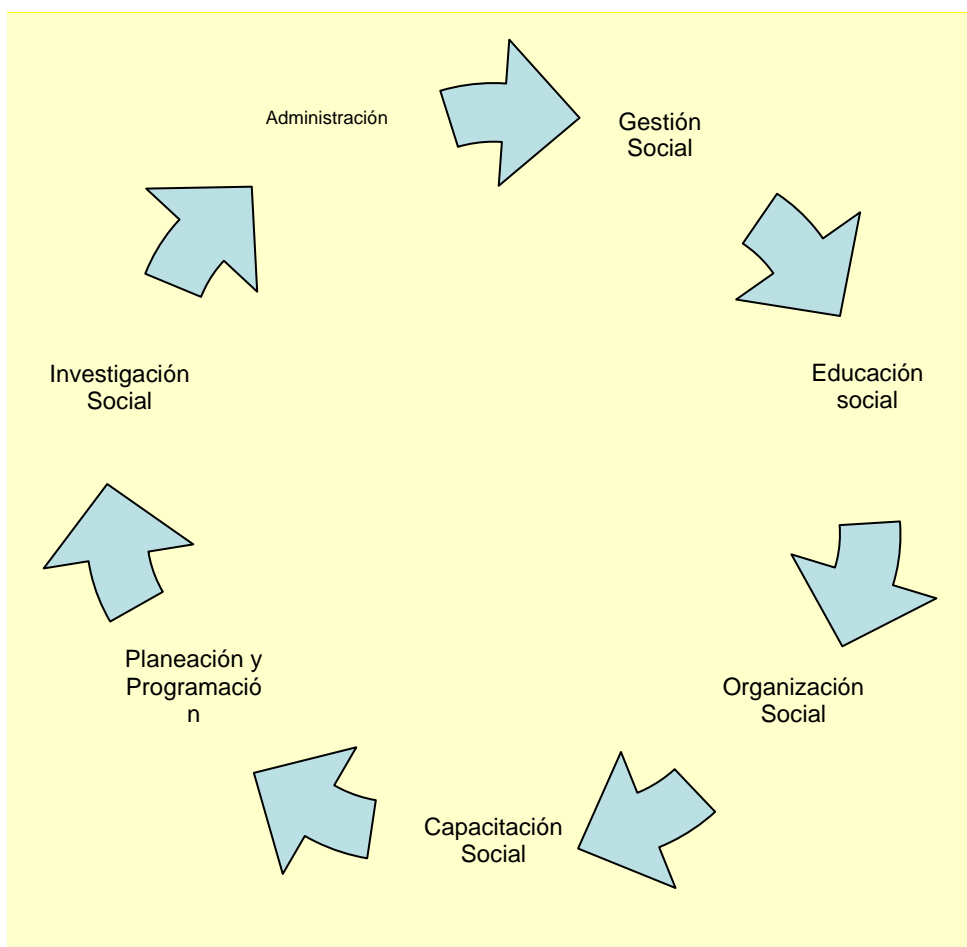 Administración
Gestión
Social
Educación
social
Organización
Social
Capacitación
Social
Planeación y
Programació
n
Investigación
Social